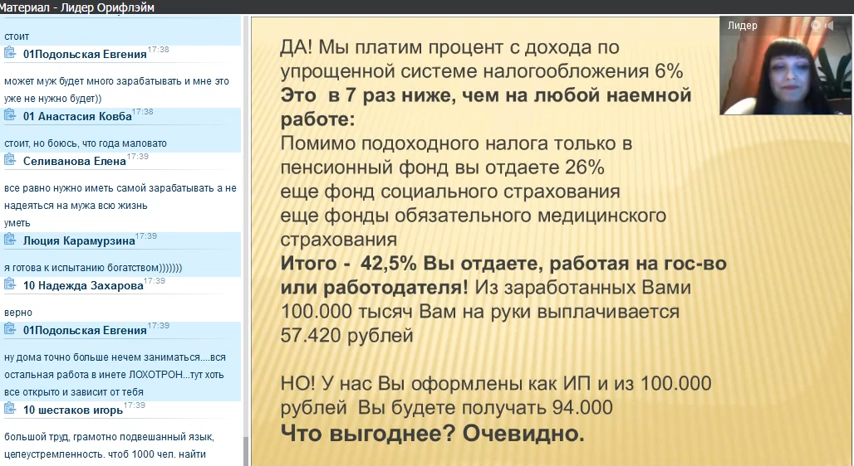 Материал - Лидер Орифлэйм
стоит
01Подольская Евгения 17:38
может муж будет много зарабатывать и мне это
уже не нужно будет))
01 Анастасия Ковба 17:38
стоит, но боюсь, что года маловато
Селиванова Елена 17:39
все равно нужно иметь самой зарабатывать а не
надеяться на мужа всю жизнь
уметь
Люция Карамурзина 17:39
я готова к испытанию богатством)))))))
10 Надежда Захарова 17:39
верно
01Подольская Евгения 17:39
ну дома точно больше нечем заниматься....вся
остальная работа в инете ЛОХОТРОН...тут хоть
все открыто и зависит от тебя
10 шестаков игорь 17:39
большой труд, грамотно подвешанный язык,
целеустремленность. чтоб 1000 чел. найти
ДА! Мы платим процент с дохода по
упрощенной системе налогообложения 6%
Это в 7 раз ниже, чем на любой наемной
работе:
Помимо подоходного налога только в
пенсионный фонд вы отдаете 26%
еще фонд социального страхования
еще фонды обязательного медицинского
страхования
Итого - 42,5% Вы отдаете, работая на гос-во
или работодателя! Из заработанных Вами
100.000 тысяч Вам на руки выплачивается
57.420 рублей
НО! У нас Вы оформлены как ИП и из 100.000
рублей Вы будете получать 94.000
Что выгоднее? Очевидно.
Лидер